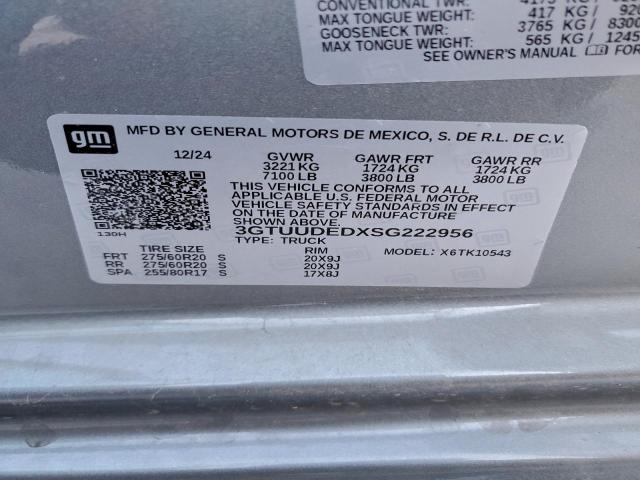 CONVENTIONAL TWR:
MAX TONGUE WEIGHT: 417 KG /
GOOSENECK TWR: 3765 KG / 8300
MAX TONGUE WEIGHT: 565 KG / 1245
SEE OWNER'S MANUAL FOR
gm
MFD BY GENERAL MOTORS DE MEXICO, S. DE R.L. DE C.V.
12/24 GVWR GAWR FRT GAWR RR
3221 KG 1724 KG 1724 KG
7100 LB 3800 LB 3800 LB
THIS VEHICLE CONFORMS TO ALL
APPLICABLE U.S. FEDERAL MOTOR
VEHICLE SAFETY STANDARDS IN EFFECT
ON THE DATE OF MANUFACTURE
SHOWN ABOVE.
3GTUUDEDXSG222956
130H
TYPE: TRUCK MODEL: X6TK10543
TIRE SIZE RIM
FRT 275/60R20 S 20X9J
RR 275/60R20 S 20X9J
SPA 255/80R17 S 17X8J